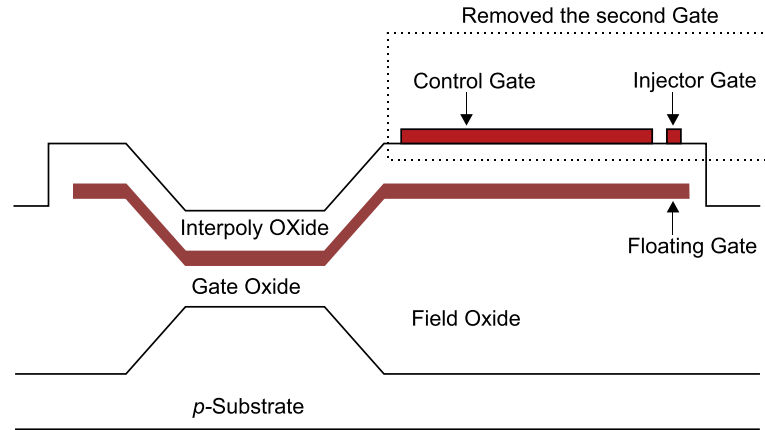 Removed the second Gate
Control Gate
Injector Gate
Interpoly OXide
Floating Gate
Gate Oxide
Field Oxide
p-Substrate